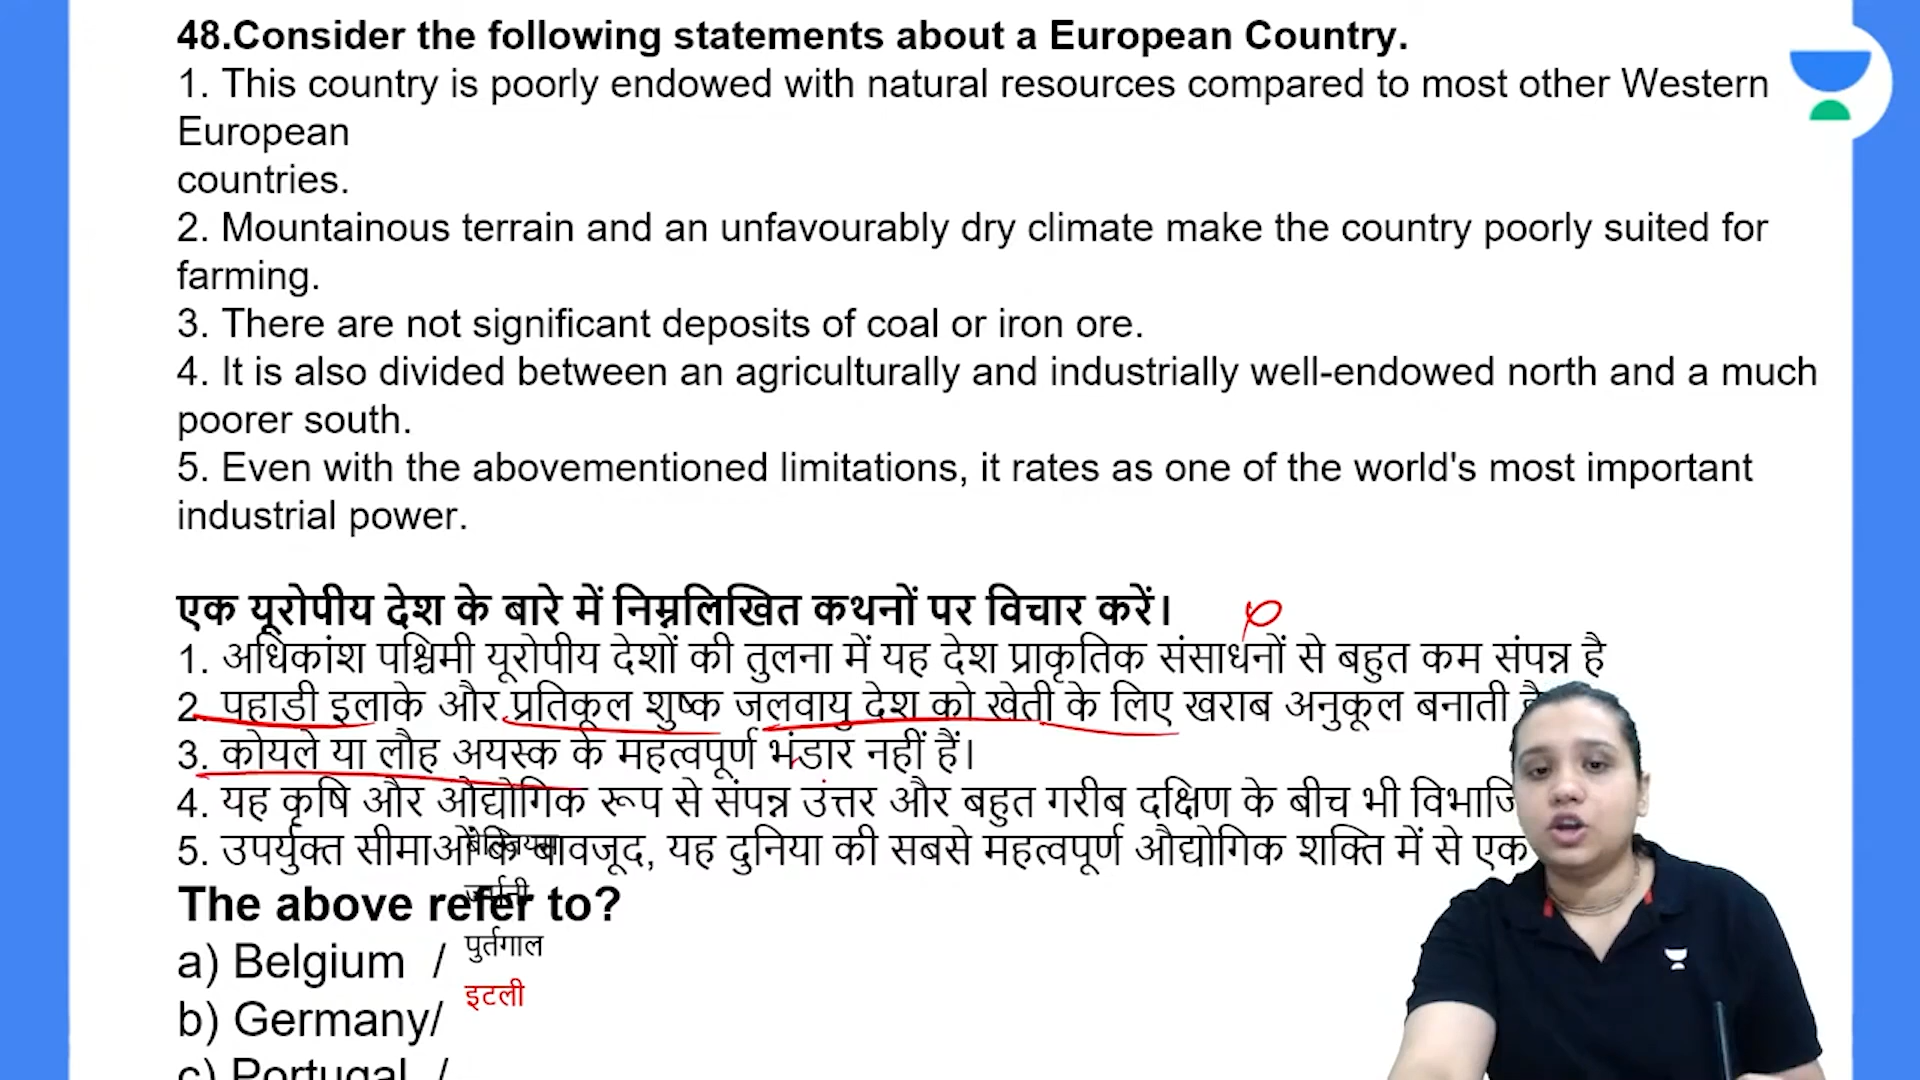 48.Consider the following statements about a European Country.
1. This country is poorly endowed with natural resources compared to most other Western
European
countries.
2. Mountainous terrain and an unfavourably dry climate make the country poorly suited for
farming.
3. There are not significant deposits of coal or iron ore.
4. It is also divided between an agriculturally and industrially well-endowed north and a much
poorer south.
5. Even with the abovementioned limitations, it rates as one of the world's most important
industrial power.
एक यूरोपीय देश के बारे में निम्नलिखित कथनों पर विचार करें।
1. अधिकांश पश्चिमी यूरोपीय देशों की तुलना में यह देश प्राकृतिक संसाधनों से बहुत कम संपन्न है
2. पहाड़ी इलाके और प्रतिकूल शुष्क जलवायु देश को खेती के लिए खराब अनुकूल बनाती है
3. कोयले या लौह अयस्क के महत्वपूर्ण भंडार नहीं हैं।
4. यह कृषि और औद्योगिक रूप से संपन्न उत्तर और बहुत गरीब दक्षिण के बीच भी
5. उपर्युक्त सीमाओं के बावजूद, यह दुनिया की सबसे महत्वपूर्ण औद्योगिक शक्ति में से एक
The above refer to?
a) Belgium /
पुर्तगाल
इटली
b) Germany/
c) Portugal /